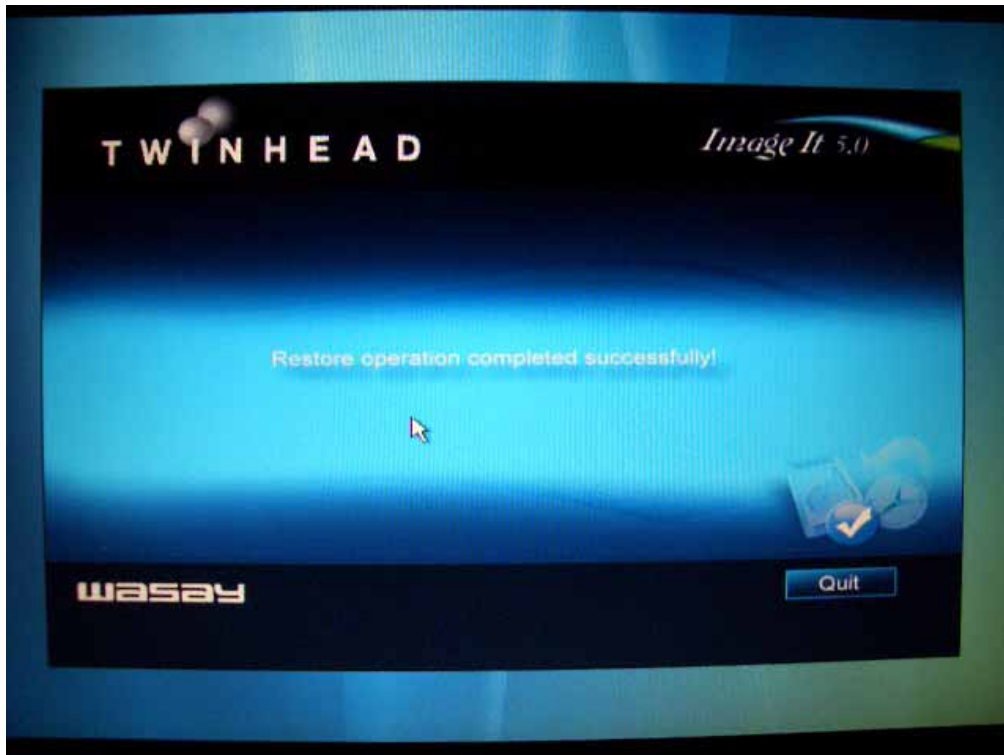 TWINHEAD
Image It 5.0
Restore operation completed successfully!
wasay
Quit